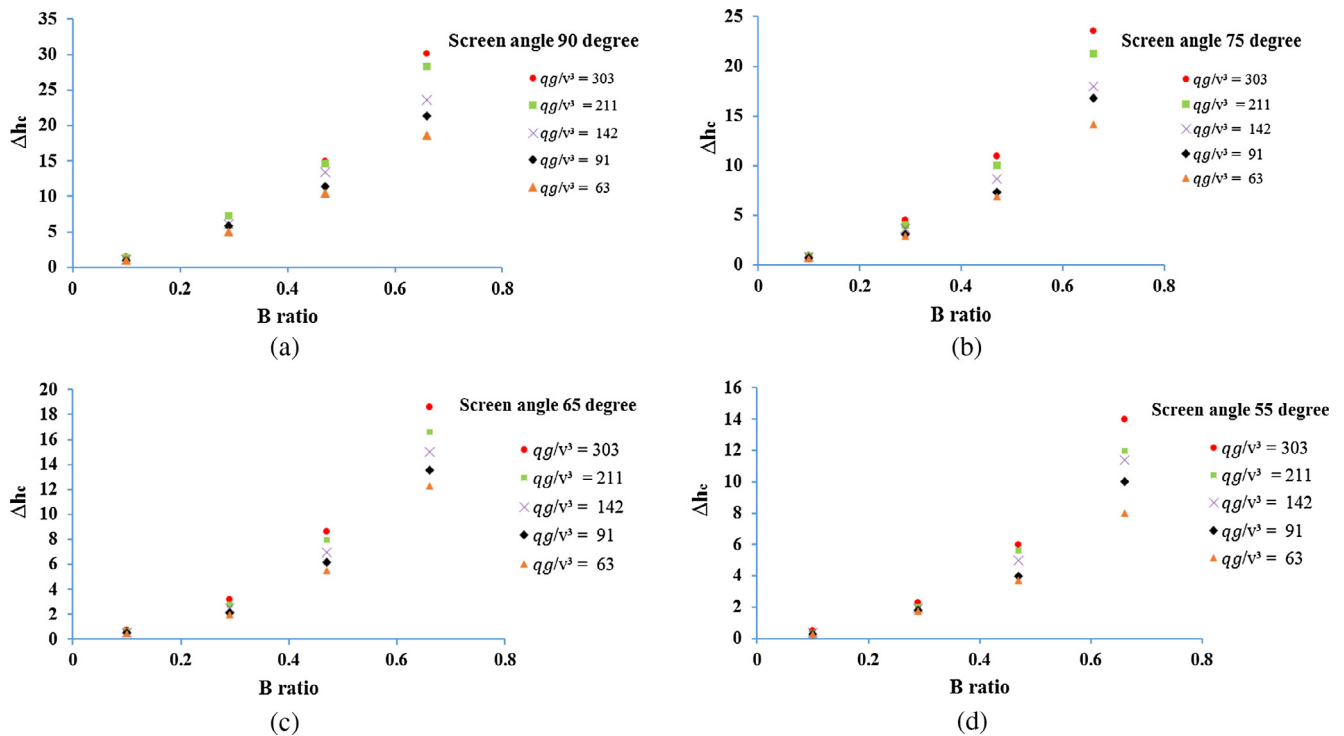 35
30
25
20
15
10
5
0
Δhc
0 0.2 0.4 0.6 0.8
B ratio
Screen angle 90 degree
qg/v³ = 303
qg/v³ = 211
qg/v³ = 142
qg/v³ = 91
qg/v³ = 63
(a)
25
20
15
10
5
0
Δhc
0 0.2 0.4 0.6 0.8
B ratio
Screen angle 75 degree
qg/v³ = 303
qg/v³ = 211
qg/v³ = 142
qg/v³ = 91
qg/v³ = 63
(b)
20
18
16
14
12
10
8
6
4
2
0
Δhc
0 0.2 0.4 0.6 0.8
B ratio
Screen angle 65 degree
qg/v³ = 303
qg/v³ = 211
qg/v³ = 142
qg/v³ = 91
qg/v³ = 63
(c)
16
14
12
10
8
6
4
2
0
Δhc
0 0.2 0.4 0.6 0.8
B ratio
Screen angle 55 degree
qg/v³ = 303
qg/v³ = 211
qg/v³ = 142
qg/v³ = 91
qg/v³ = 63
(d)